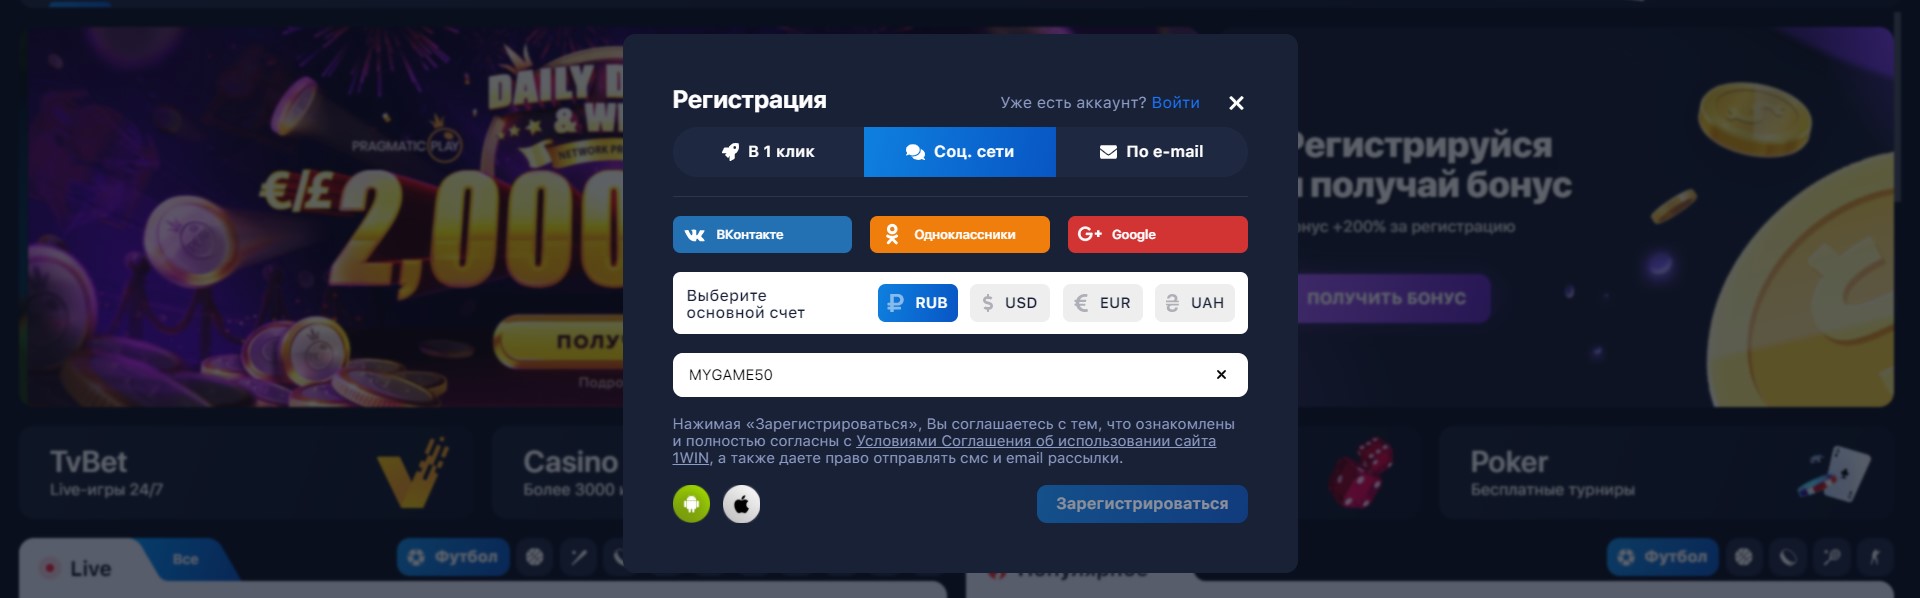 Регистрация
Уже есть аккаунт? Войти
В 1 клик
Соц. сети
По e-mail
ВКонтакте
Одноклассники
Google
Выберите
основной счет
RUB
USD
EUR
UAH
MYGAME50
Нажимая «Зарегистрироваться», Вы соглашаетесь с тем, что ознакомлены
и полностью согласны с Условиями Соглашения об использовании сайта
1WIN, а также даете право отправлять смс и email рассылки.
Зарегистрироваться
DAILY
&
NETWORK
PRAGMATIC PLAY
€/£2,000
Регистрируйся
получай бонус
+200% за регистрацию
ПОЛУЧИТЬ БОНУС
TvBet
Live-игры 24/7
Casino
Более 3000
Poker
Бесплатные турниры
Live
Все
Футбол
Футбол